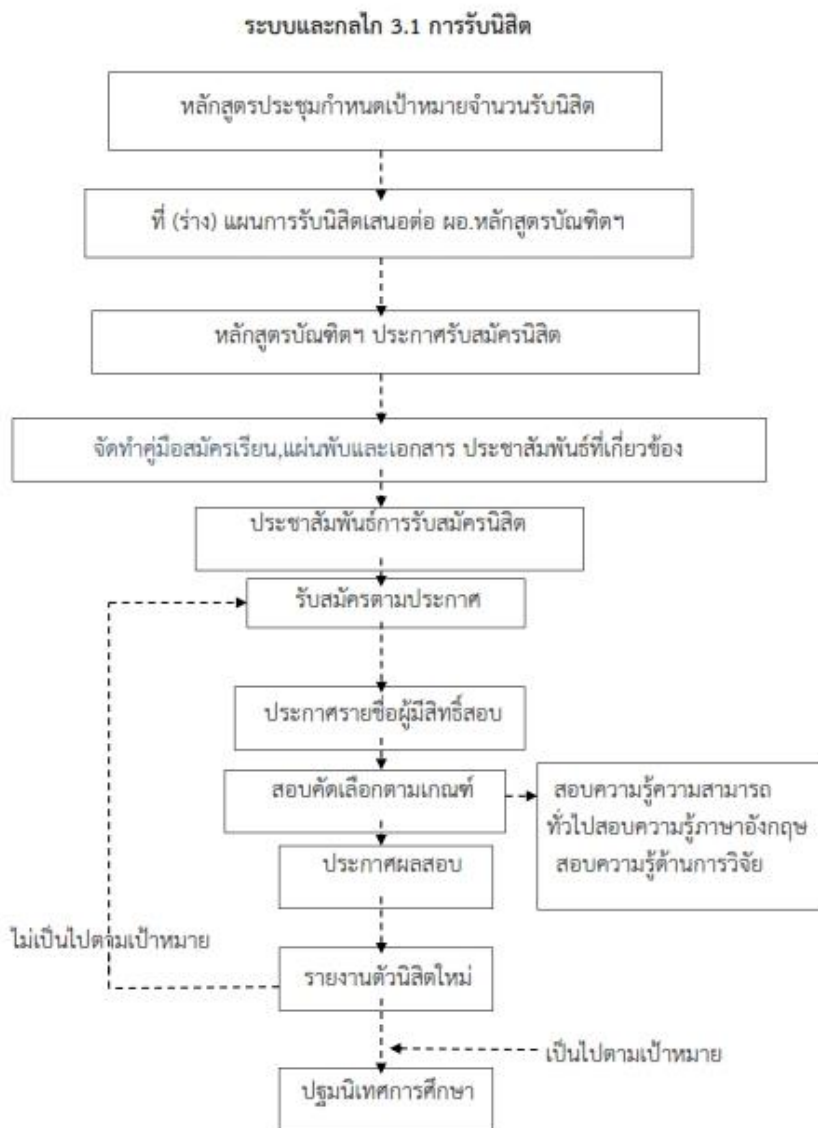 ระบบและกลไก 3.1 การรับนิสิต
หลักสูตรประชุมกำหนดเป้าหมายจำนวนรับนิสิต
ที่ (ร่าง) แผนการรับนิสิตเสนอต่อ ผอ.หลักสูตรบัณฑิตฯ
หลักสูตรบัณฑิตฯ ประกาศรับสมัครนิสิต
จัดทำคู่มือสมัครเรียน,แผ่นพับและเอกสาร ประชาสัมพันธ์ที่เกี่ยวข้อง
ประชาสัมพันธ์การรับสมัครนิสิต
รับสมัครตามประกาศ
ประกาศรายชื่อผู้มีสิทธิ์สอบ
สอบคัดเลือกตามเกณฑ์
สอบความรู้ความสามารถ
ทั่วไปสอบความรู้ภาษาอังกฤษ
สอบความรู้ด้านการวิจัย
ประกาศผลสอบ
ไม่เป็นไปตามเป้าหมาย
รายงานตัวนิสิตใหม่
เป็นไปตามเป้าหมาย
ปฐมนิเทศการศึกษา